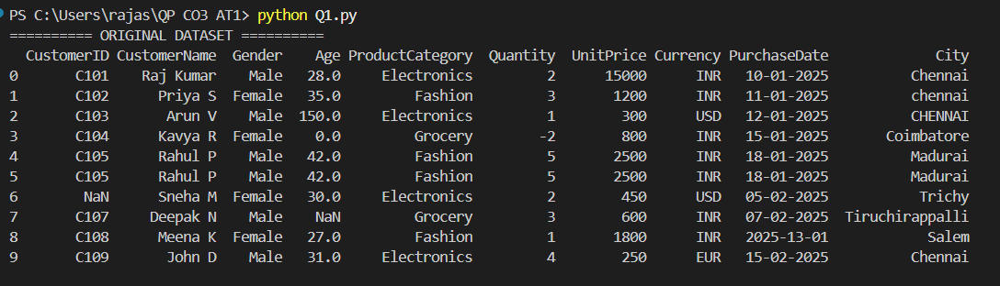 PS C:\Users\rajas\QP CO3 AT1> python Q1.py
========== ORIGINAL DATASET ==========
  CustomerID CustomerName  Gender    Age ProductCategory  Quantity  UnitPrice Currency PurchaseDate             City
0       C101    Raj Kumar    Male   28.0     Electronics         2      15000      INR   10-01-2025          Chennai
1       C102      Priya S  Female   35.0         Fashion         3       1200      INR   11-01-2025          chennai
2       C103       Arun V    Male  150.0     Electronics         1        300      USD   12-01-2025          CHENNAI
3       C104      Kavya R  Female    0.0         Grocery        -2        800      INR   15-01-2025       Coimbatore
4       C105      Rahul P    Male   42.0         Fashion         5       2500      INR   18-01-2025          Madurai
5       C105      Rahul P    Male   42.0         Fashion         5       2500      INR   18-01-2025          Madurai
6        NaN      Sneha M  Female   30.0     Electronics         2        450      USD   05-02-2025           Trichy
7       C107     Deepak N    Male    NaN         Grocery         3        600      INR   07-02-2025  Tiruchirappalli
8       C108      Meena K  Female   27.0         Fashion         1       1800      INR   2025-13-01            Salem
9       C109       John D    Male   31.0     Electronics         4        250      EUR   15-02-2025          Chennai